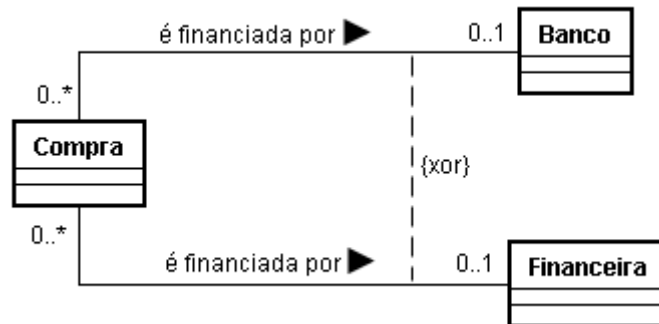 é financiada por ▶ 0..1 Banco
0..*
Compra
{xor}
0..*
é financiada por ▶ 0..1 Financeira